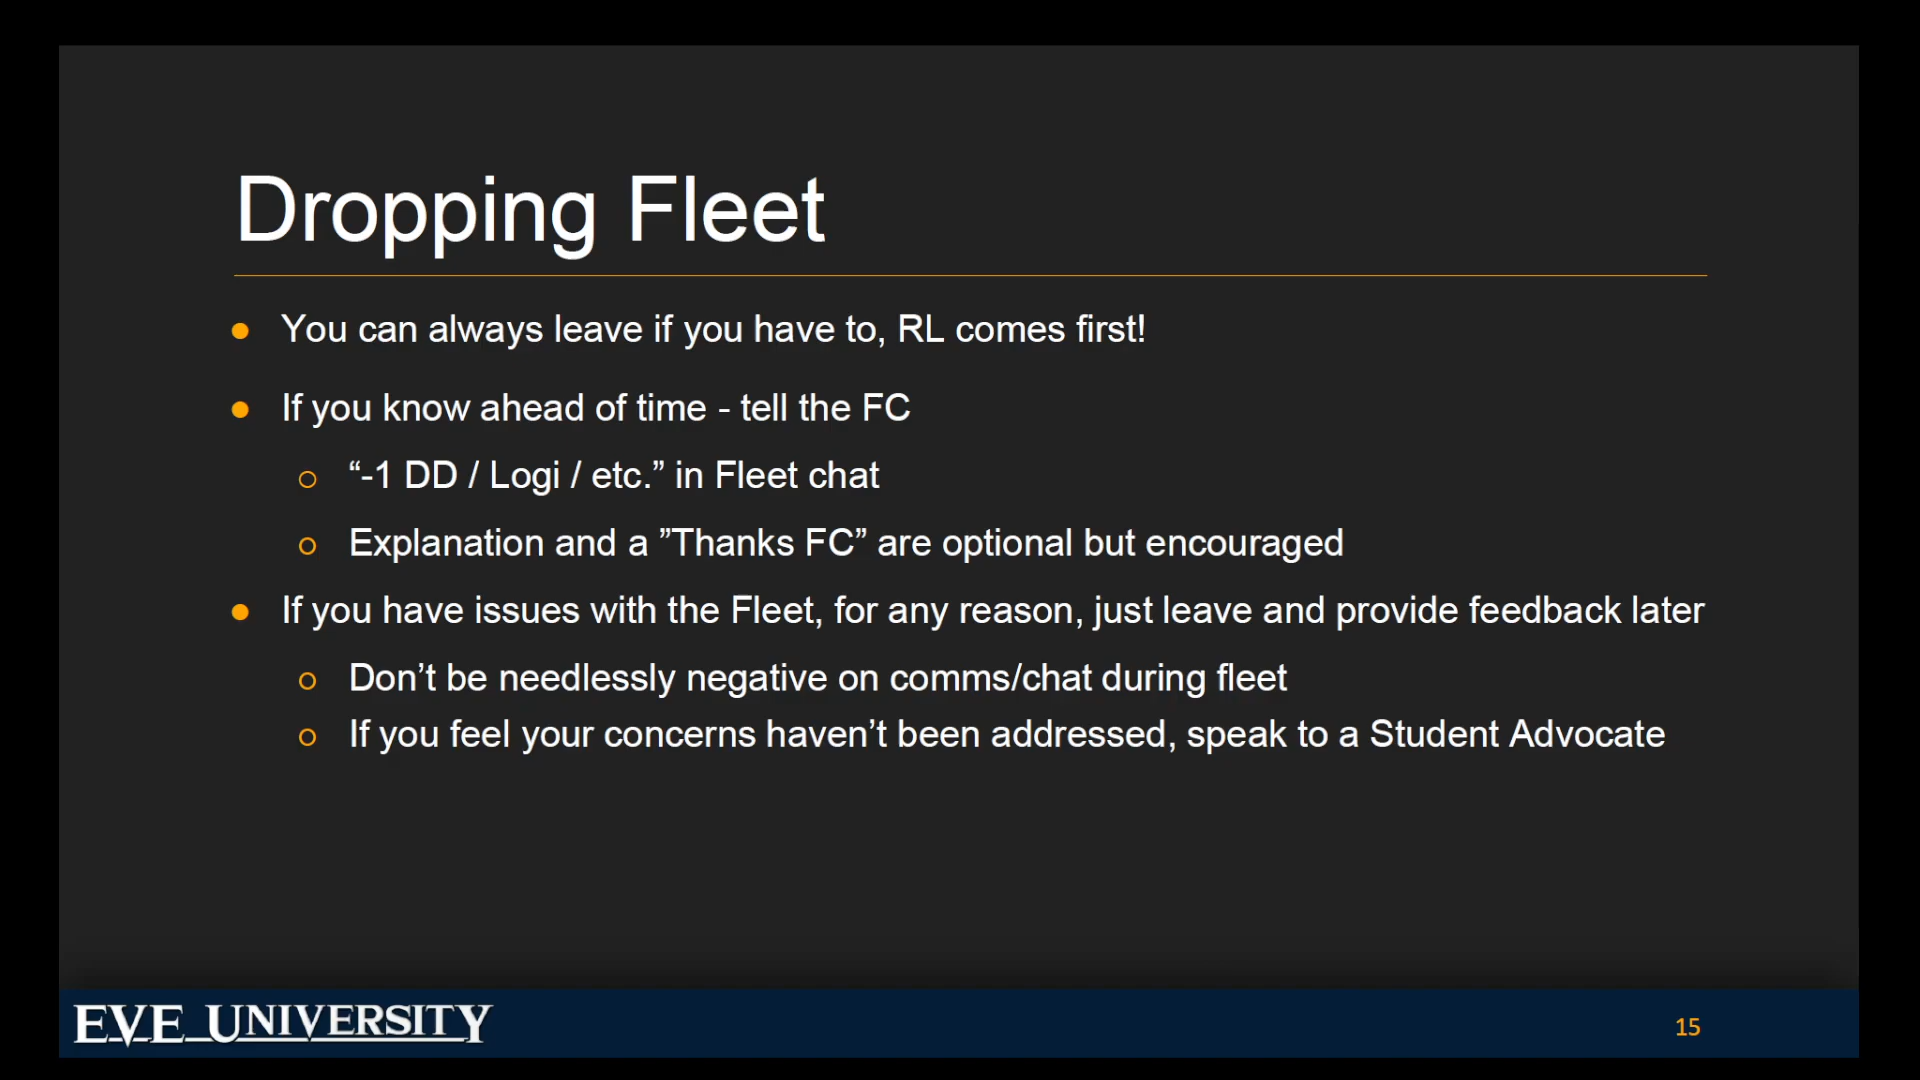 Dropping Fleet
● You can always leave if you have to, RL comes first!
● If you know ahead of time - tell the FC
○ “-1 DD / Logi / etc.” in Fleet chat
○ Explanation and a ”Thanks FC” are optional but encouraged
● If you have issues with the Fleet, for any reason, just leave and provide feedback later
○ Don’t be needlessly negative on comms/chat during fleet
○ If you feel your concerns haven’t been addressed, speak to a Student Advocate
EVE UNIVERSITY
15